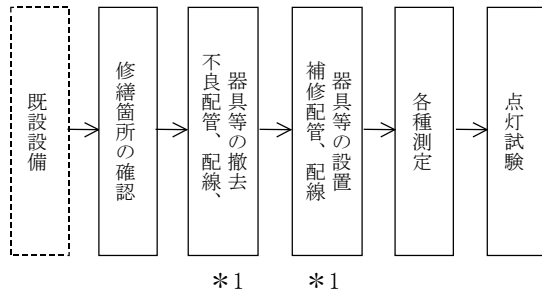 既設設備
修繕箇所の確認
不良配管、配線、
器具等の撤去
補修配管、配線
器具等の設置
各種測定
点灯試験
＊1
＊1